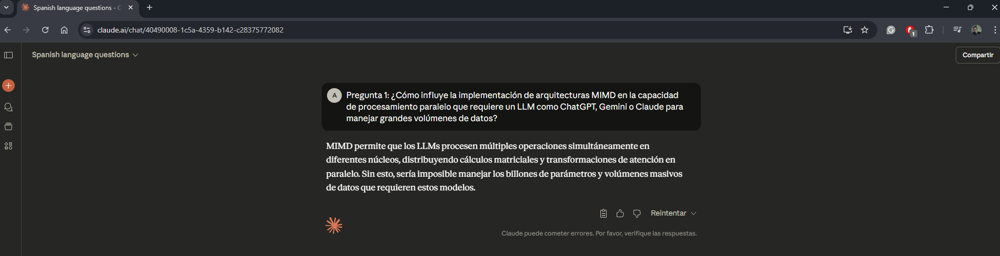 Spanish language questions - C
claude.ai/chat/40490008-1c5a-4359-b142-c28375772082
1
Spanish language questions
Compartir
A
Pregunta 1: ¿Cómo influye la implementación de arquitecturas MIMD en la capacidad
de procesamiento paralelo que requiere un LLM como ChatGPT, Gemini o Claude para
manejar grandes volúmenes de datos?
MIMD permite que los LLMs procesen múltiples operaciones simultáneamente en
diferentes núcleos, distribuyendo cálculos matriciales y transformaciones de atención en
paralelo. Sin esto, sería imposible manejar los billones de parámetros y volúmenes masivos
de datos que requieren estos modelos.
Reintentar
Claude puede cometer errores. Por favor, verifique las respuestas.